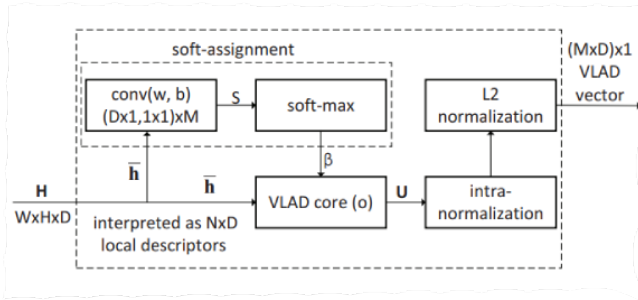 soft-assignment
conv(w, b)
(Dx1,1x1)xM
S
soft-max
L2
normalization
(MxD)x1
VLAD
vector
h̅
β
H
WxHxD
h̅
interpreted as NxD
local descriptors
VLAD core (o)
U
intra-
normalization